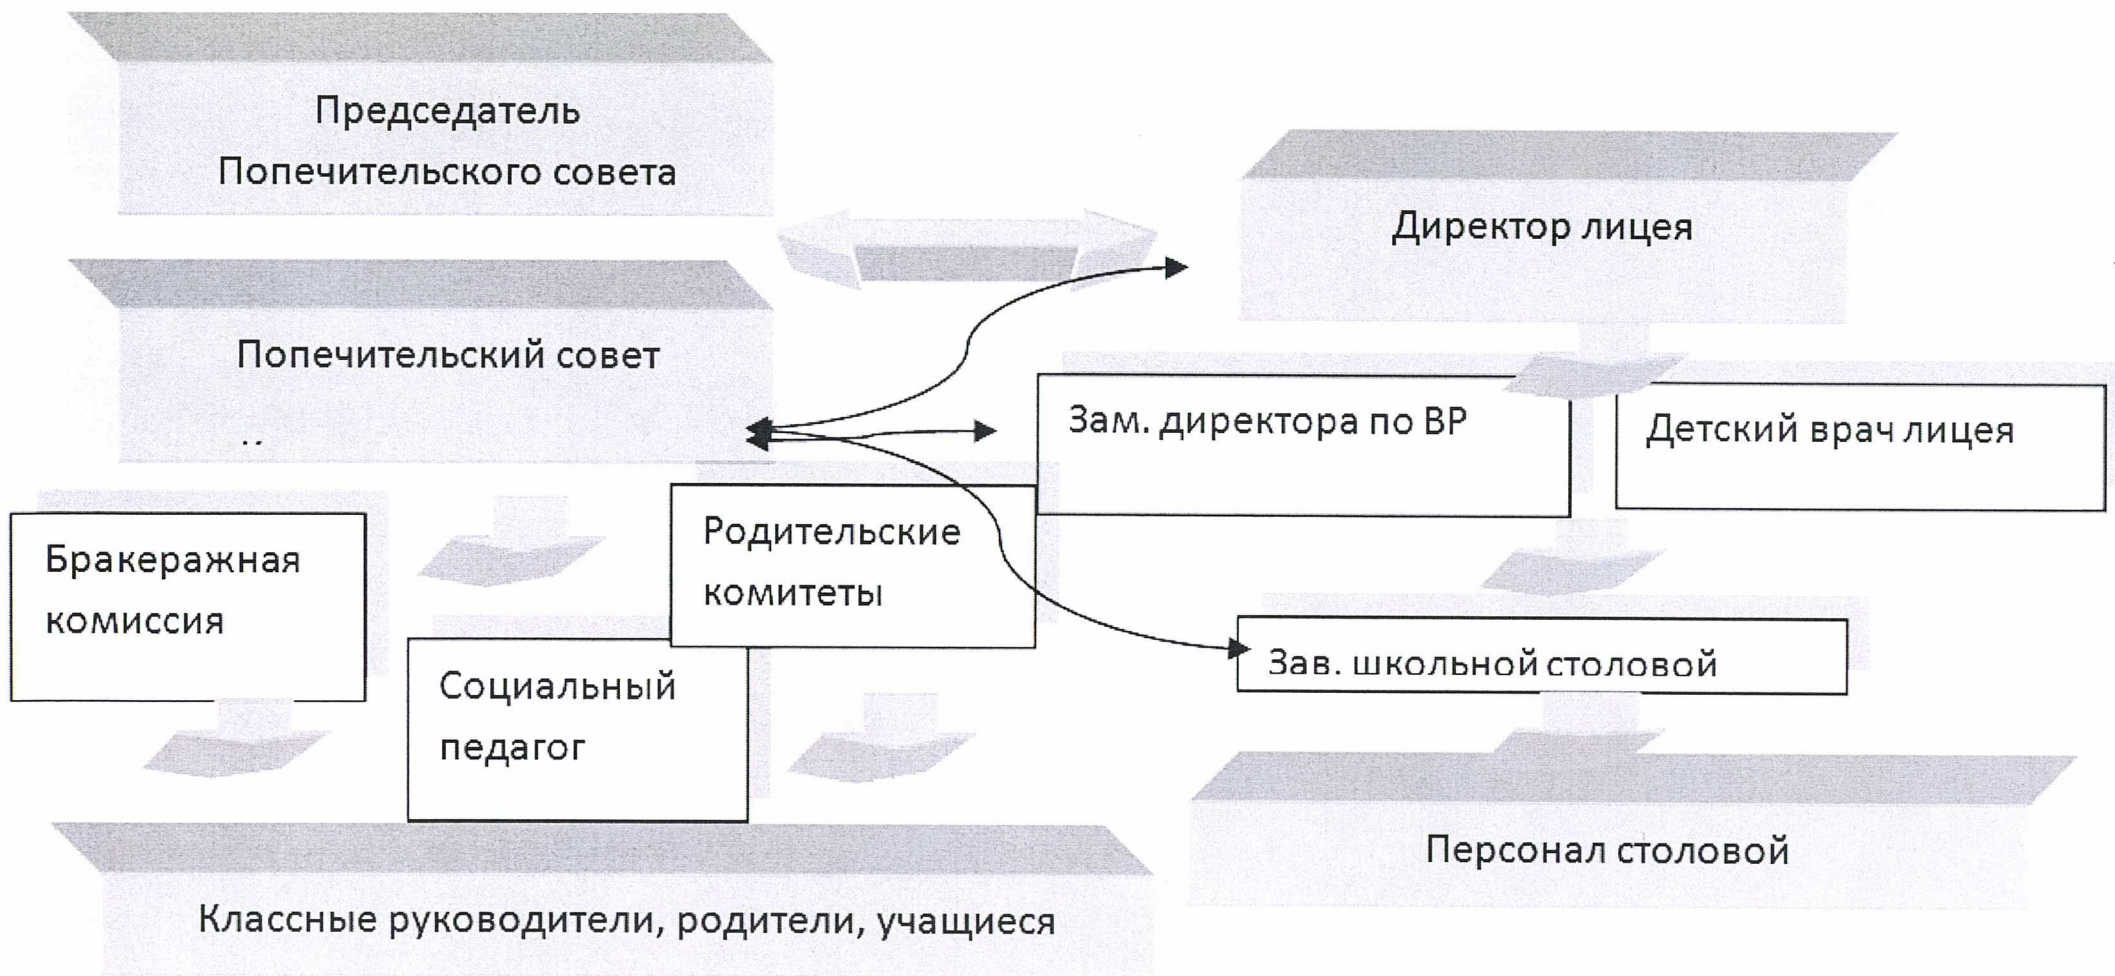 Председатель
Попечительского совета
Директор лицея
Попечительский совет
Зам. директора по ВР
Детский врач лицея
Бракеражная
комиссия
Родительские
комитеты
Социальный
педагог
Зав. школьной столовой
Персонал столовой
Классные руководители, родители, учащиеся